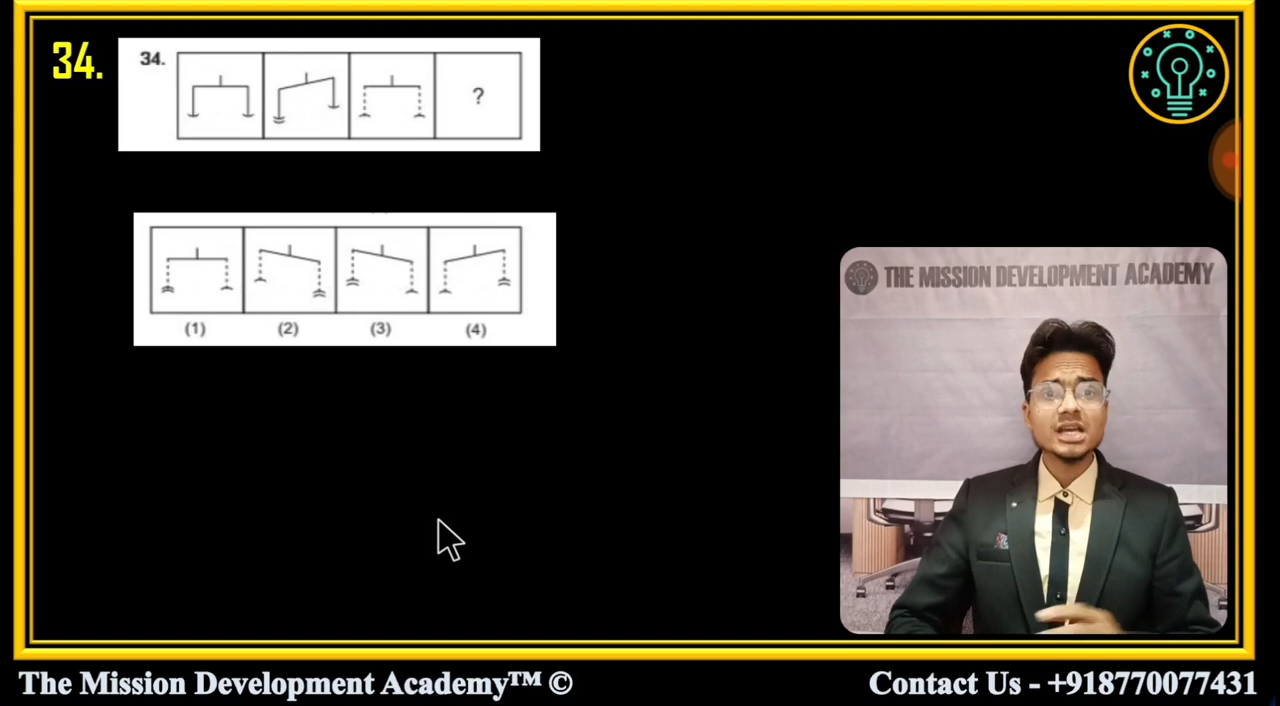 34.
34.
?
(1) (2) (3) (4)
THE MISSION DEVELOPMENT ACADEMY
The Mission Development Academy™ ©
Contact Us - +918770077431